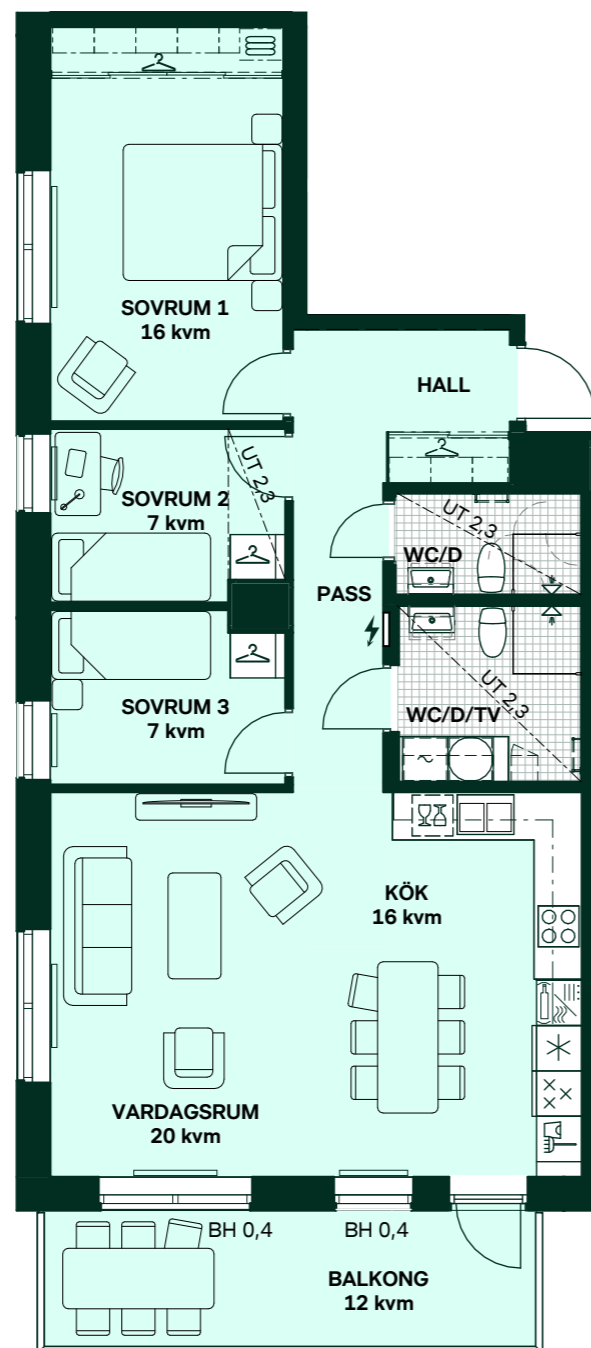 SOVRUM 1
16 kvm
HALL
UT 2,3
SOVRUM 2
7 kvm
UT 2,3
WC/D
PASS
SOVRUM 3
7 kvm
UT 2,3
WC/D/TV
KÖK
16 kvm
VARDAGSRUM
20 kvm
BH 0,4
BH 0,4
BALKONG
12 kvm